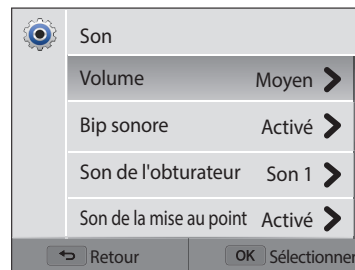 Son
Volume Moyen
Bip sonore Activé
Son de l'obturateur Son 1
Son de la mise au point Activé
Retour OK Sélectionner